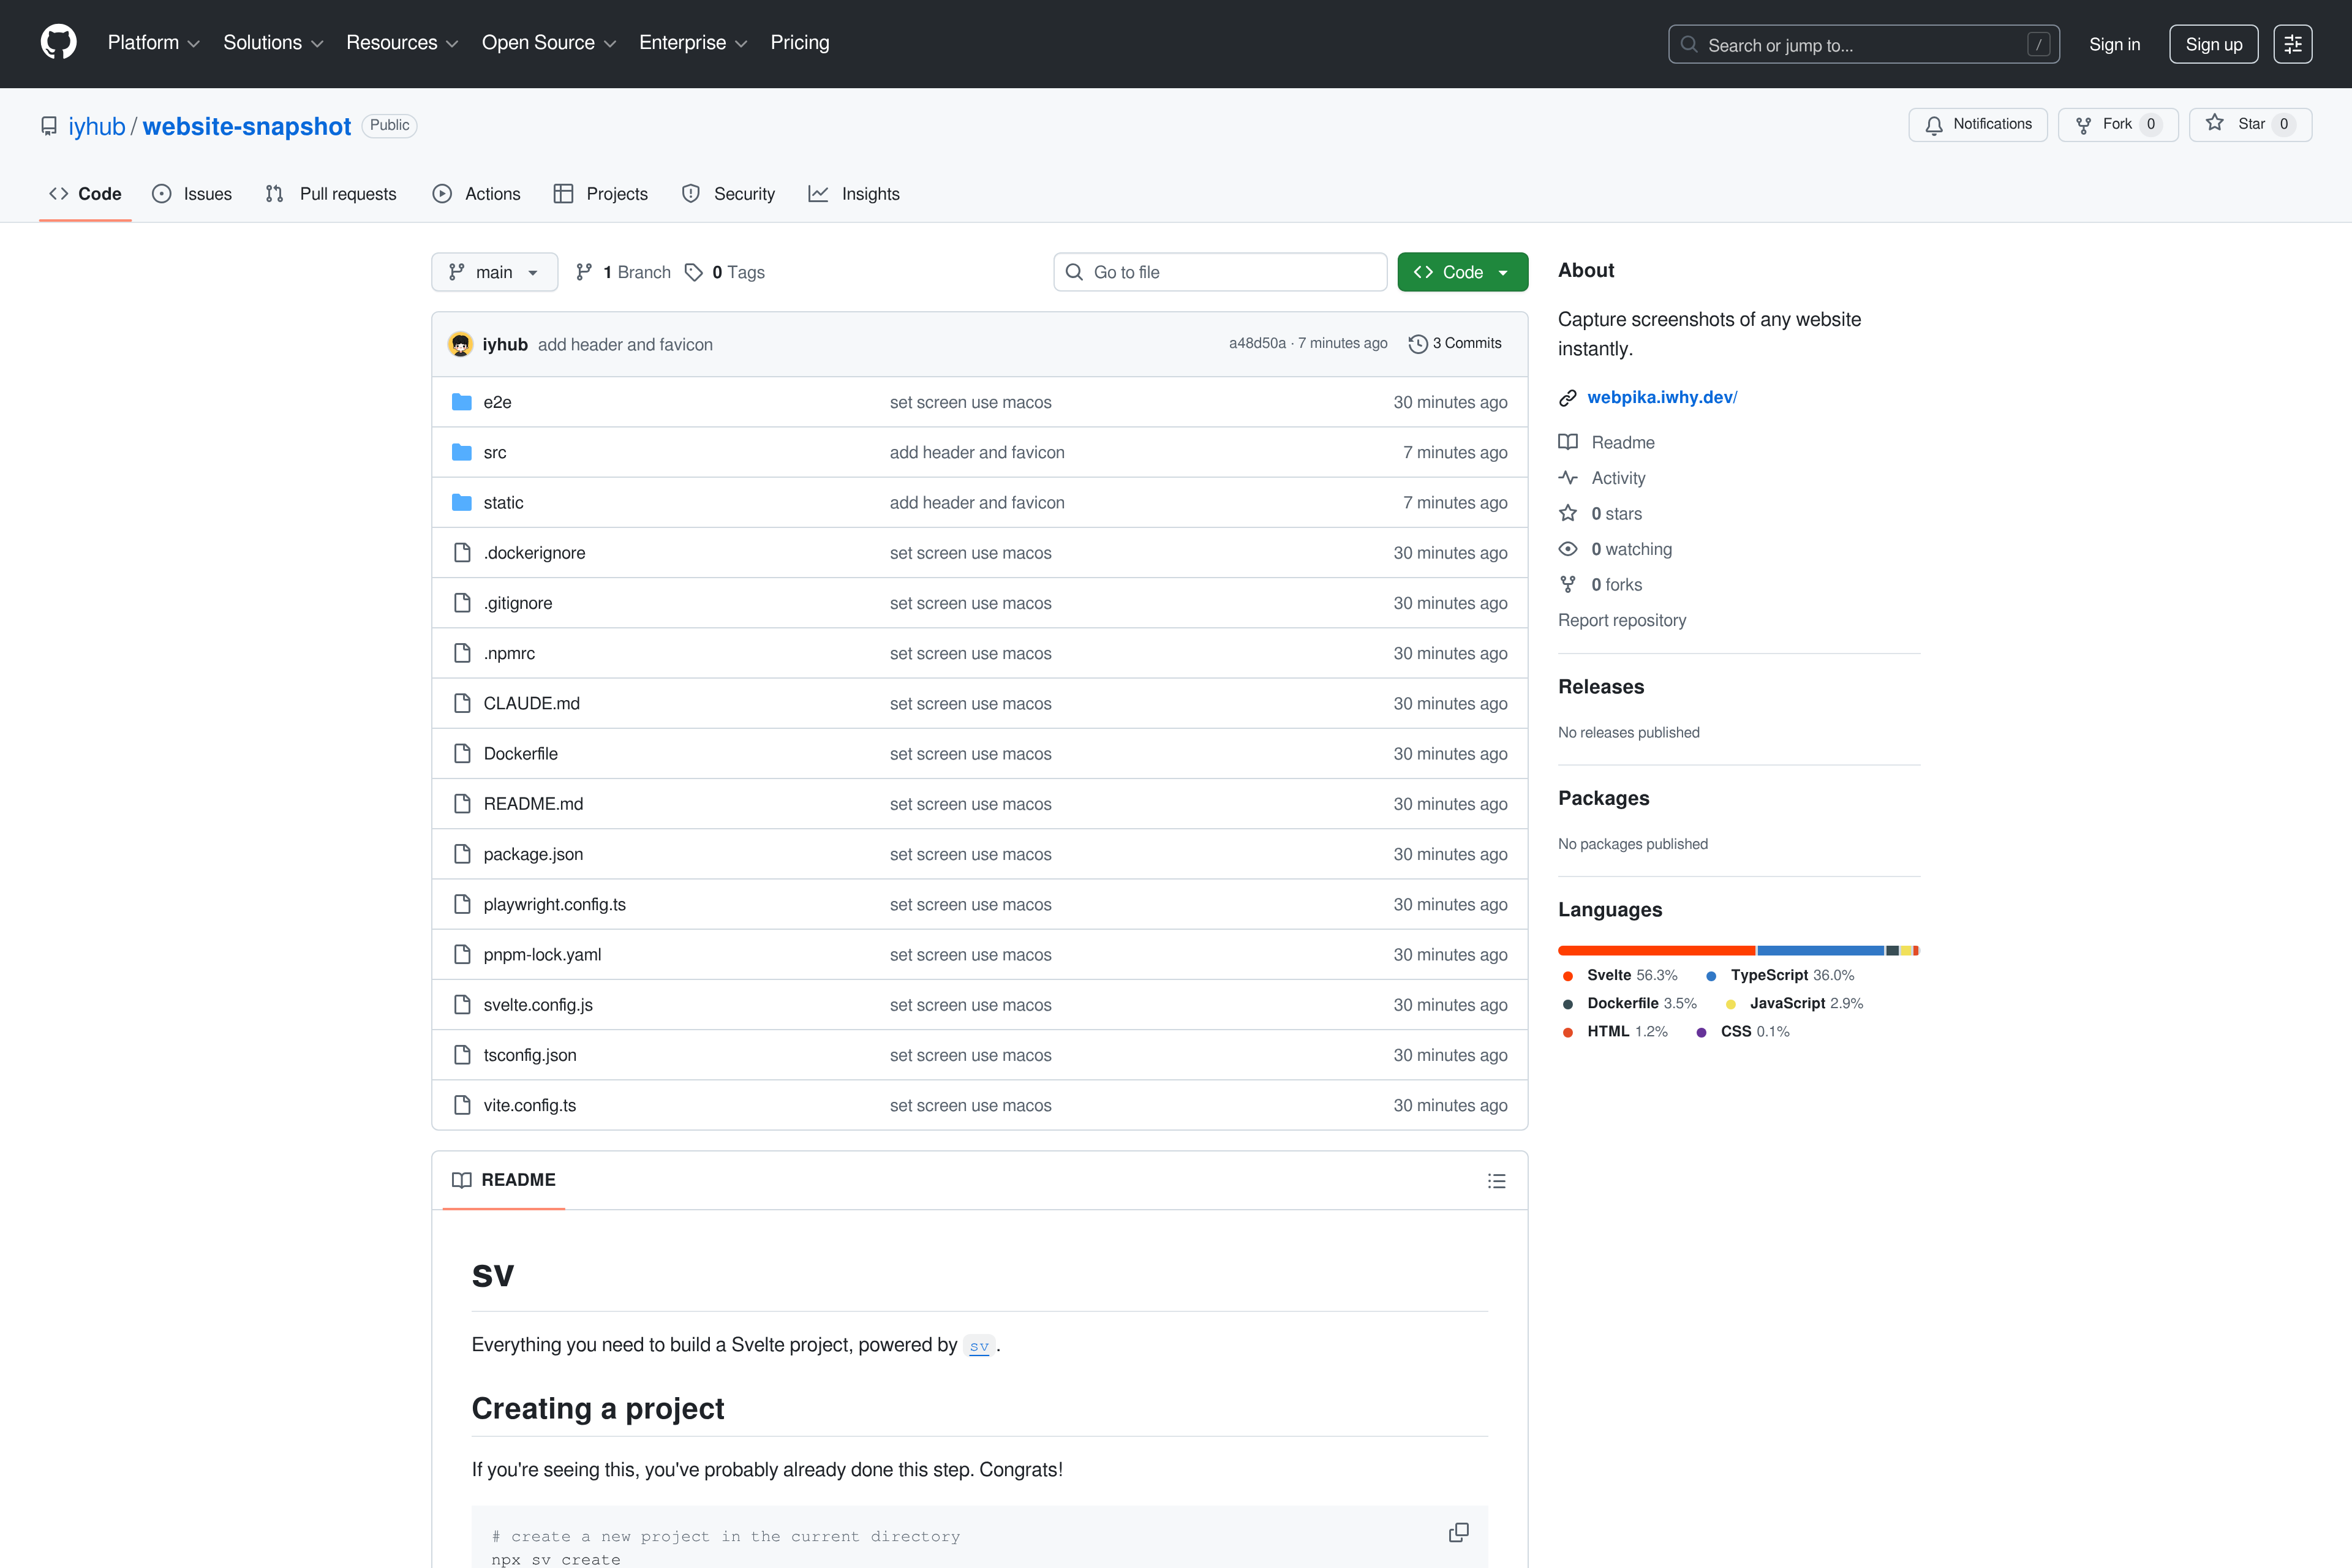 Platform Solutions Resources Open Source Enterprise Pricing Search or jump to... / Sign in Sign up
iyhub / website-snapshot Public Notifications Fork 0 Star 0
Code Issues Pull requests Actions Projects Security Insights
main 1 Branch 0 Tags Go to file Code
iyhub add header and favicon a48d50a · 7 minutes ago 3 Commits
e2e set screen use macos 30 minutes ago
src add header and favicon 7 minutes ago
static add header and favicon 7 minutes ago
.dockerignore set screen use macos 30 minutes ago
.gitignore set screen use macos 30 minutes ago
.npmrc set screen use macos 30 minutes ago
CLAUDE.md set screen use macos 30 minutes ago
Dockerfile set screen use macos 30 minutes ago
README.md set screen use macos 30 minutes ago
package.json set screen use macos 30 minutes ago
playwright.config.ts set screen use macos 30 minutes ago
pnpm-lock.yaml set screen use macos 30 minutes ago
svelte.config.js set screen use macos 30 minutes ago
tsconfig.json set screen use macos 30 minutes ago
vite.config.ts set screen use macos 30 minutes ago
README
sv
Everything you need to build a Svelte project, powered by sv.
Creating a project
If you're seeing this, you've probably already done this step. Congrats!
# create a new project in the current directory
npx sv create
About
Capture screenshots of any website
instantly.
webpika.iwhy.dev/
Readme
Activity
0 stars
0 watching
0 forks
Report repository
Releases
No releases published
Packages
No packages published
Languages
Svelte 56.3% TypeScript 36.0%
Dockerfile 3.5% JavaScript 2.9%
HTML 1.2% CSS 0.1%